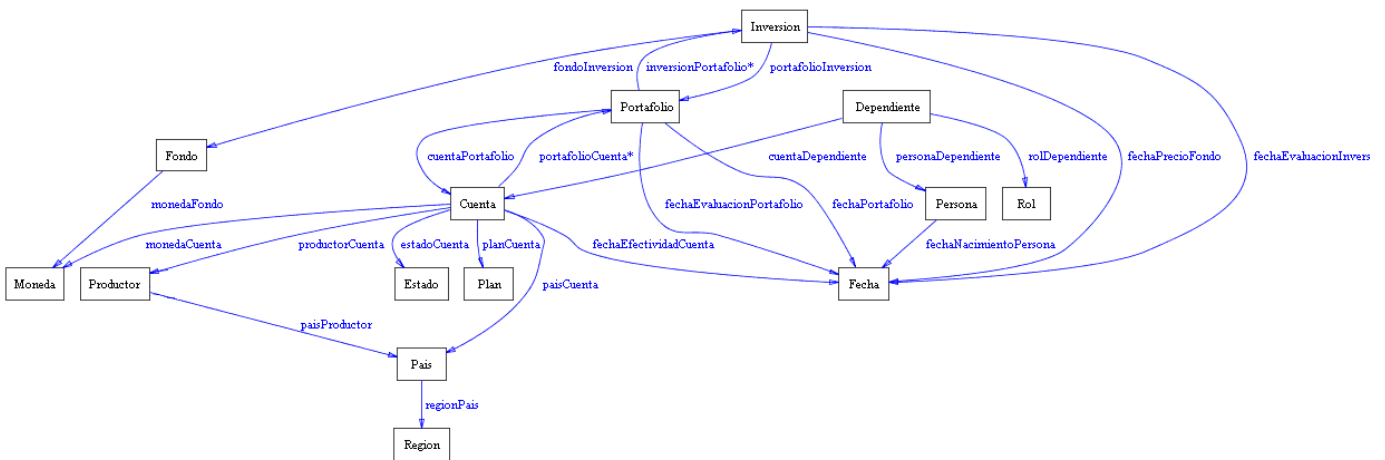 Inversion
fondoInversion
inversionPortafolio*
portafolioInversion
Portafolio
Dependiente
Fondo
cuentaPortafolio
portafolioCuenta*
cuentaDependiente
personaDependiente
rolDependiente
fechaPrecioFondo
fechaEvaluacionInvers
monedaFondo
Cuenta
fechaEvaluacionPortafolio
fechaPortafolio
Persona
Rol
monedaCuenta
productorCuenta
estadoCuenta
planCuenta
fechaEfectividadCuenta
fechaNacimientoPersona
Moneda
Productor
Estado
Plan
paisCuenta
Fecha
paisProductor
Pais
regionPais
Region